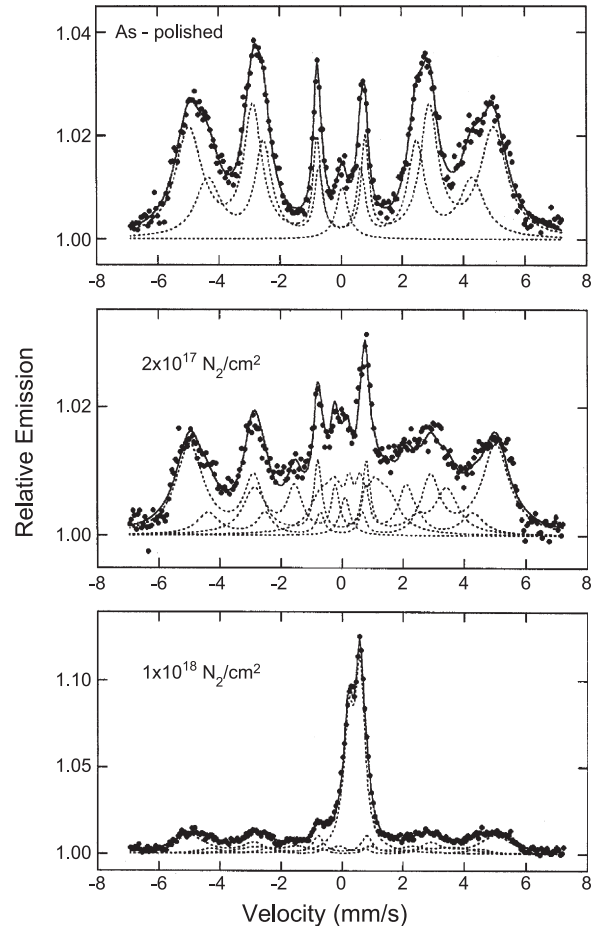 As - polished
1.04
1.02
1.00
-8 -6 -4 -2 0 2 4 6 8
2x10¹⁷ N₂/cm²
1.02
1.00
-8 -6 -4 -2 0 2 4 6 8
Relative Emission
1x10¹⁸ N₂/cm²
1.10
1.05
1.00
-8 -6 -4 -2 0 2 4 6 8
Velocity (mm/s)